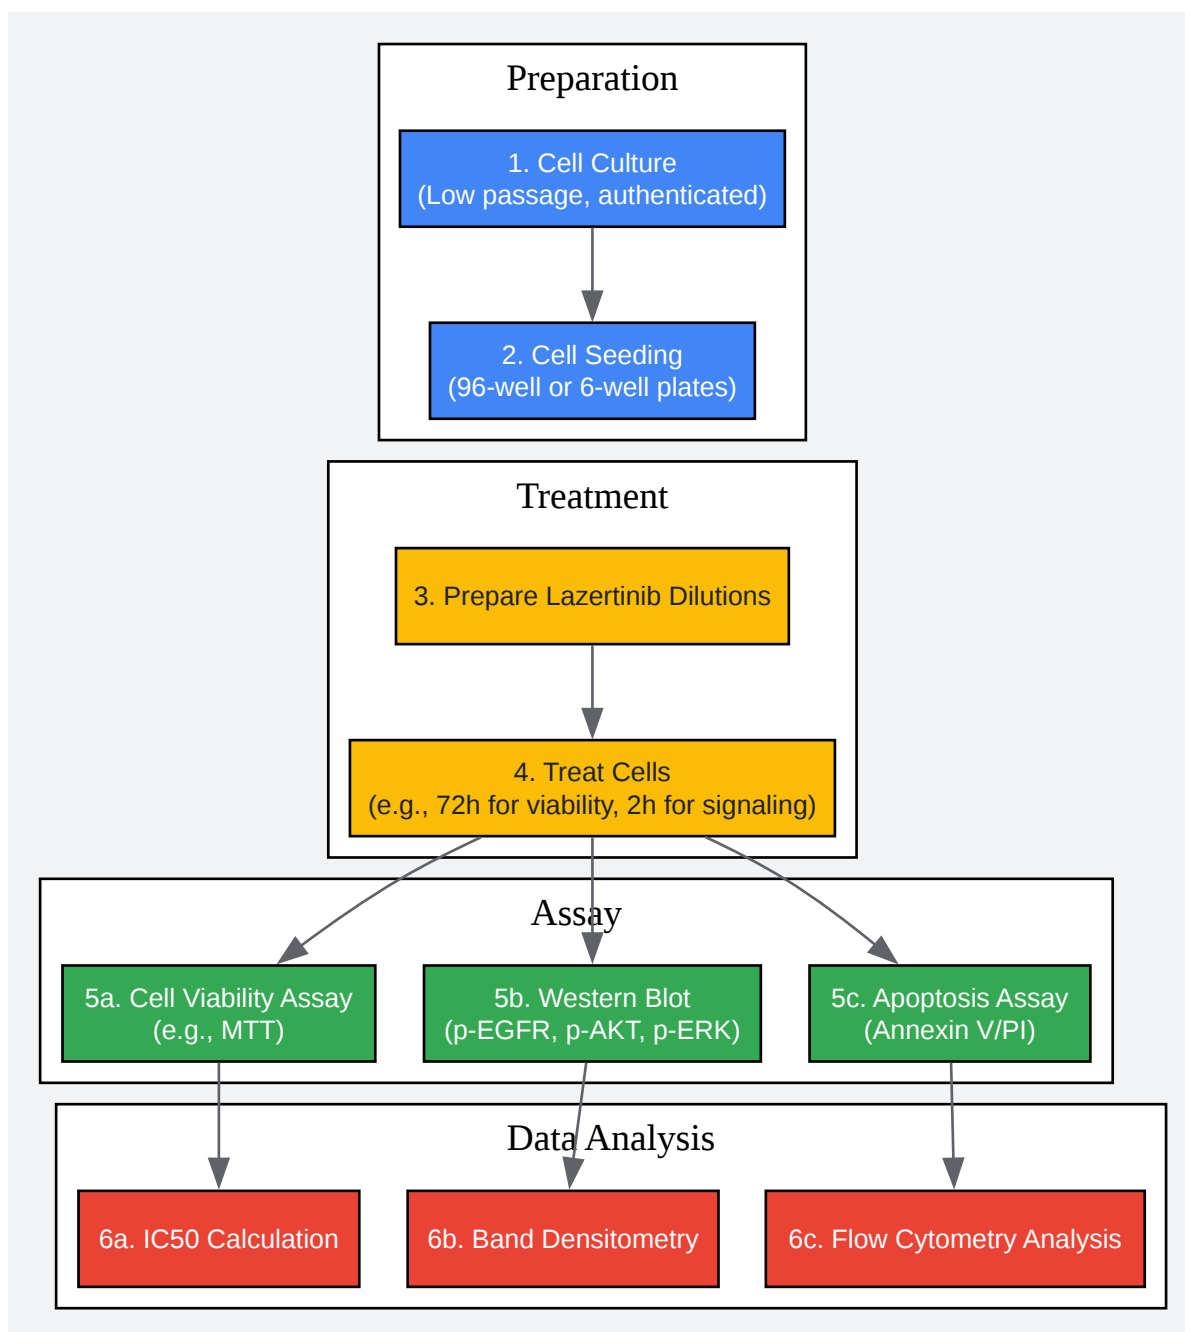 Preparation
1. Cell Culture
(Low passage, authenticated)
2. Cell Seeding
(96-well or 6-well plates)
Treatment
3. Prepare Lazertinib Dilutions
4. Treat Cells
(e.g., 72h for viability, 2h for signaling)
Assay
5a. Cell Viability Assay
(e.g., MTT)
5b. Western Blot
(p-EGFR, p-AKT, p-ERK)
5c. Apoptosis Assay
(Annexin V/PI)
Data Analysis
6a. IC50 Calculation
6b. Band Densitometry
6c. Flow Cytometry Analysis